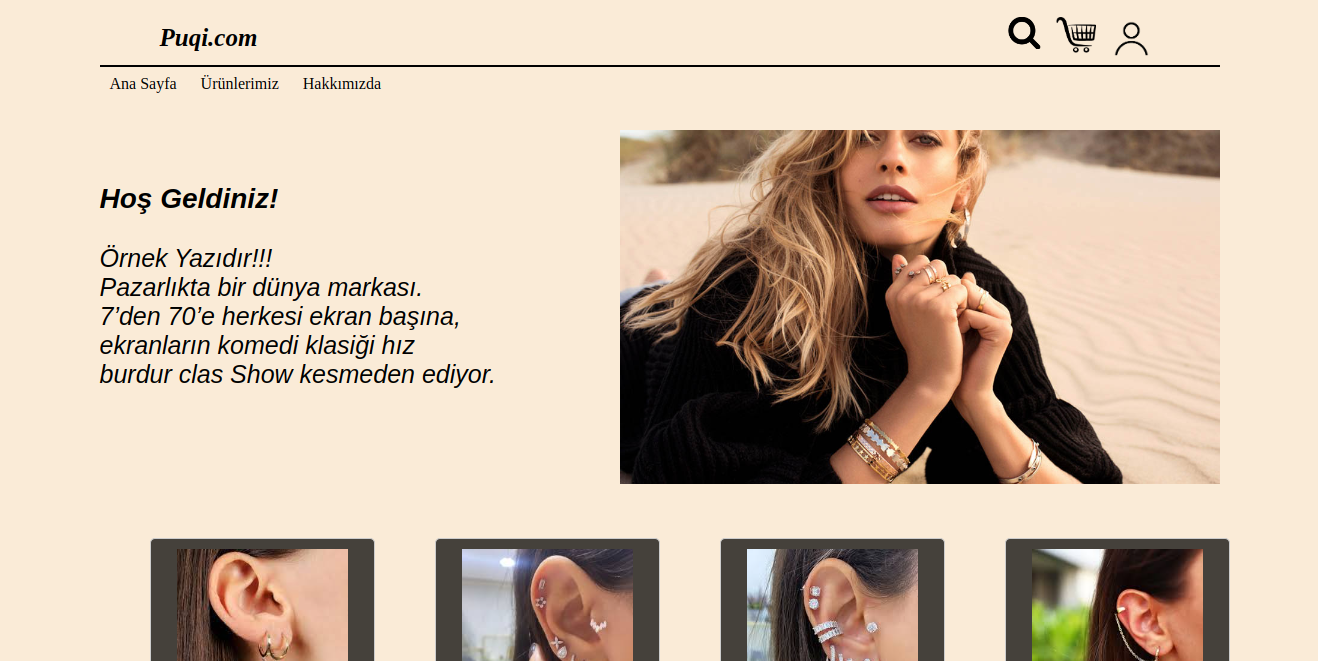 Puqi.com
Ana Sayfa Ürünlerimiz Hakkımızda
Hoş Geldiniz!
Örnek Yazıdır!!!
Pazarlıkta bir dünya markası.
7’den 70’e herkesi ekran başına,
ekranların komedi klasiği hız
burdur clas Show kesmeden ediyor.